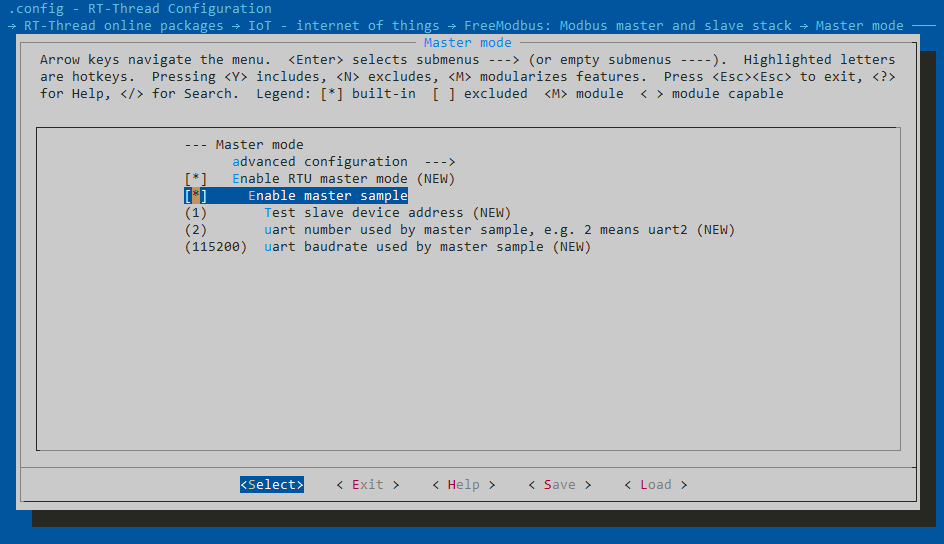 .config - RT-Thread Configuration
→ RT-Thread online packages → IoT - internet of things → FreeModbus: Modbus master and slave stack → Master mode
Master mode
Arrow keys navigate the menu.  <Enter> selects submenus ---> (or empty submenus ----).  Highlighted letters
are hotkeys.  Pressing <Y> includes, <N> excludes, <M> modularizes features.  Press <Esc><Esc> to exit, <?>
for Help, </> for Search.  Legend: [*] built-in  [ ] excluded  <M> module  < > module capable
--- Master mode
advanced configuration  --->
[*]   Enable RTU master mode (NEW)
[*]     Enable master sample
(1)       Test slave device address (NEW)
(2)       uart number used by master sample, e.g. 2 means uart2 (NEW)
(115200)  uart baudrate used by master sample (NEW)
<Select>    < Exit >    < Help >    < Save >    < Load >